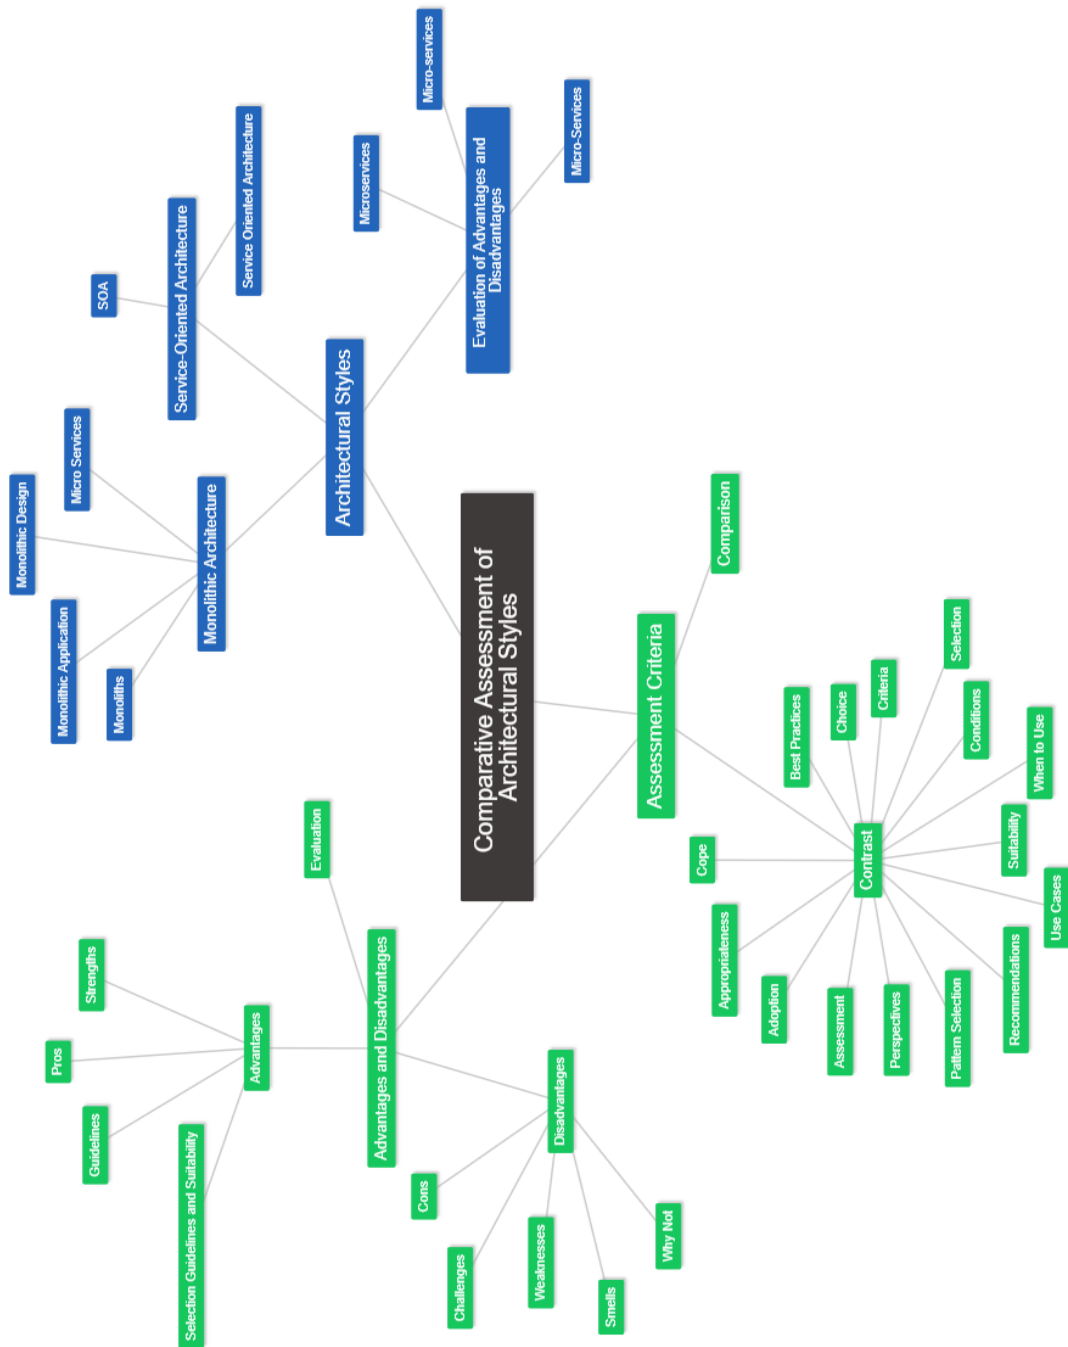 Comparative Assessment of
Architectural Styles
Architectural Styles
Monolithic Architecture
Monoliths
Monolithic Application
Monolithic Design
Micro Services
Service-Oriented Architecture
SOA
Service Oriented Architecture
Evaluation of Advantages and
Disadvantages
Microservices
Micro-services
Micro-Services
Advantages and Disadvantages
Evaluation
Advantages
Strengths
Pros
Guidelines
Selection Guidelines and Suitability
Disadvantages
Cons
Challenges
Weaknesses
Smells
Why Not
Assessment Criteria
Comparison
Contrast
Best Practices
Choice
Criteria
Selection
Conditions
When to Use
Suitability
Use Cases
Recommendations
Pattern Selection
Perspectives
Assessment
Adoption
Appropriateness
Cope